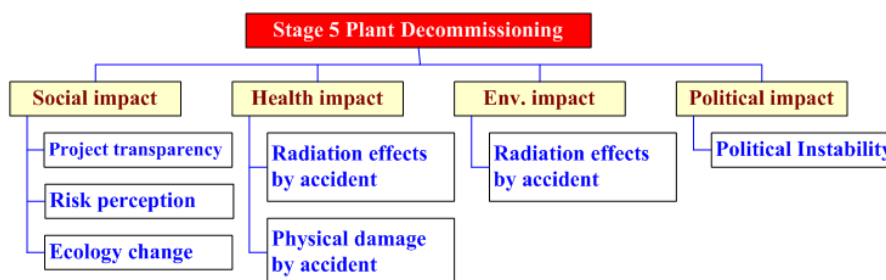 Stage 5 Plant Decommissioning
Social impact
Health impact
Env. impact
Political impact
Project transparency
Risk perception
Ecology change
Radiation effects
by accident
Physical damage
by accident
Radiation effects
by accident
Political Instability